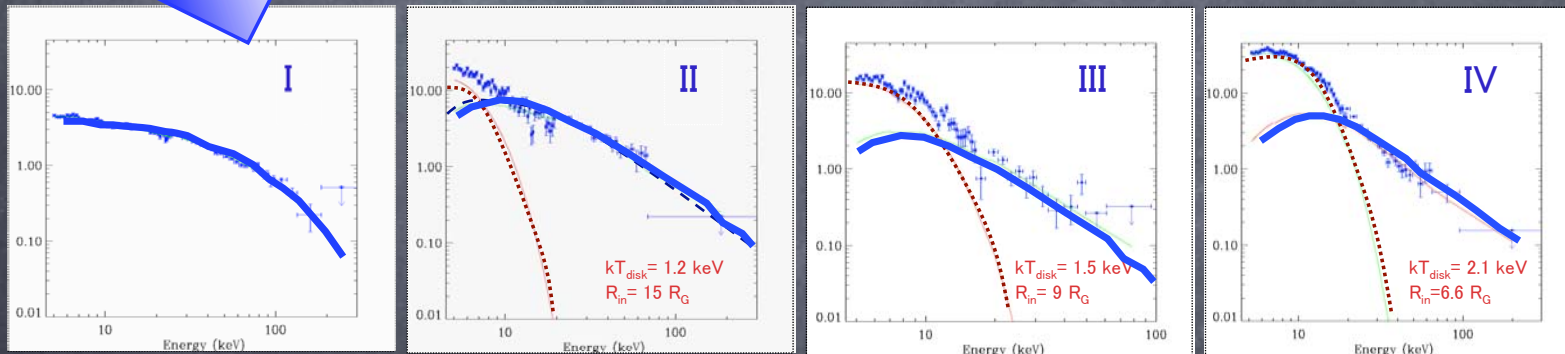 I
10.00
1.00
0.10
0.01
10
100
Energy (keV)
II
10.00
1.00
0.10
0.01
kT_disk= 1.2 keV
R_in= 15 R_G
10
100
Energy (keV)
III
10.00
1.00
0.10
0.01
kT_disk= 1.5 keV
R_in= 9 R_G
10
100
Energy (keV)
IV
10.00
1.00
0.10
0.01
kT_disk= 2.1 keV
R_in=6.6 R_G
10
100
Energy (keV)